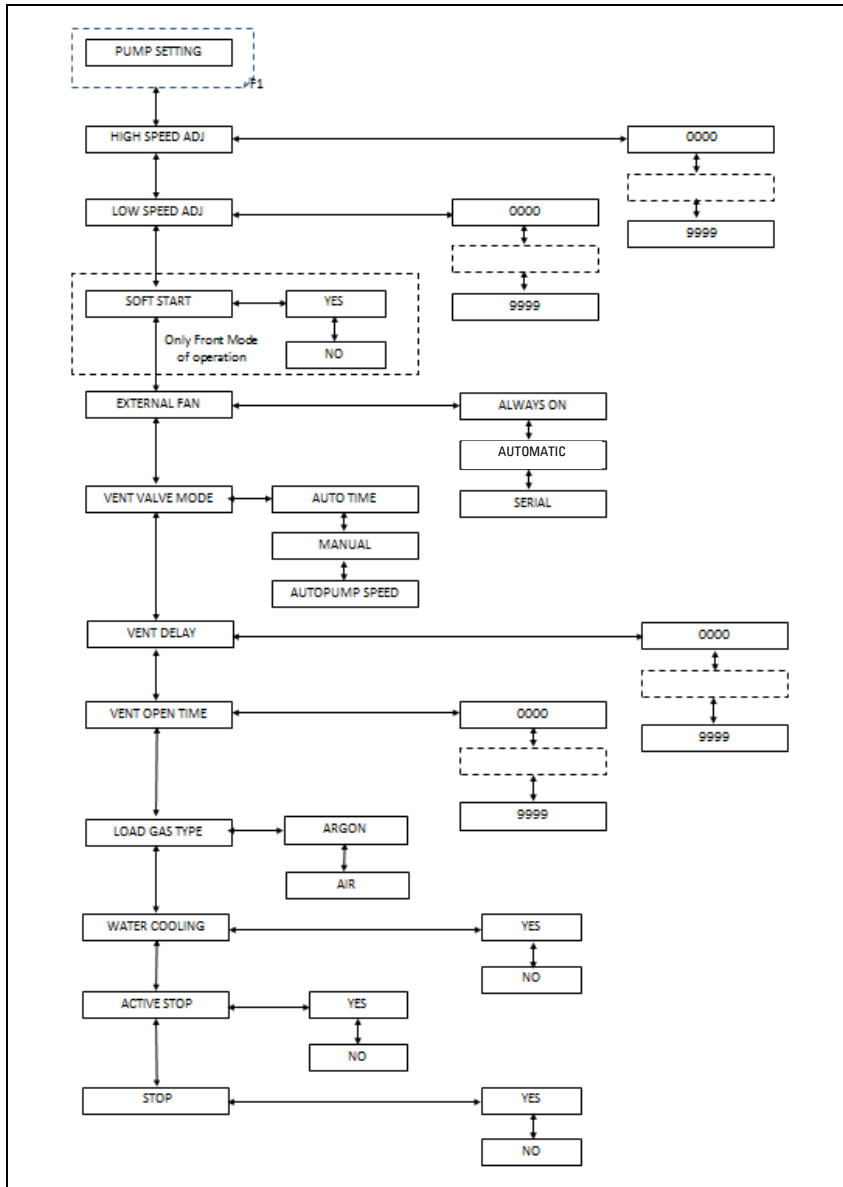 PUMP SETTING
F1
HIGH SPEED ADJ
0000
9999
LOW SPEED ADJ
0000
9999
SOFT START
YES
NO
Only Front Mode
of operation
EXTERNAL FAN
ALWAYS ON
AUTOMATIC
SERIAL
VENT VALVE MODE
AUTO TIME
MANUAL
AUTOPUMP SPEED
VENT DELAY
0000
9999
VENT OPEN TIME
0000
9999
LOAD GAS TYPE
ARGON
AIR
WATER COOLING
YES
NO
ACTIVE STOP
YES
NO
STOP
YES
NO